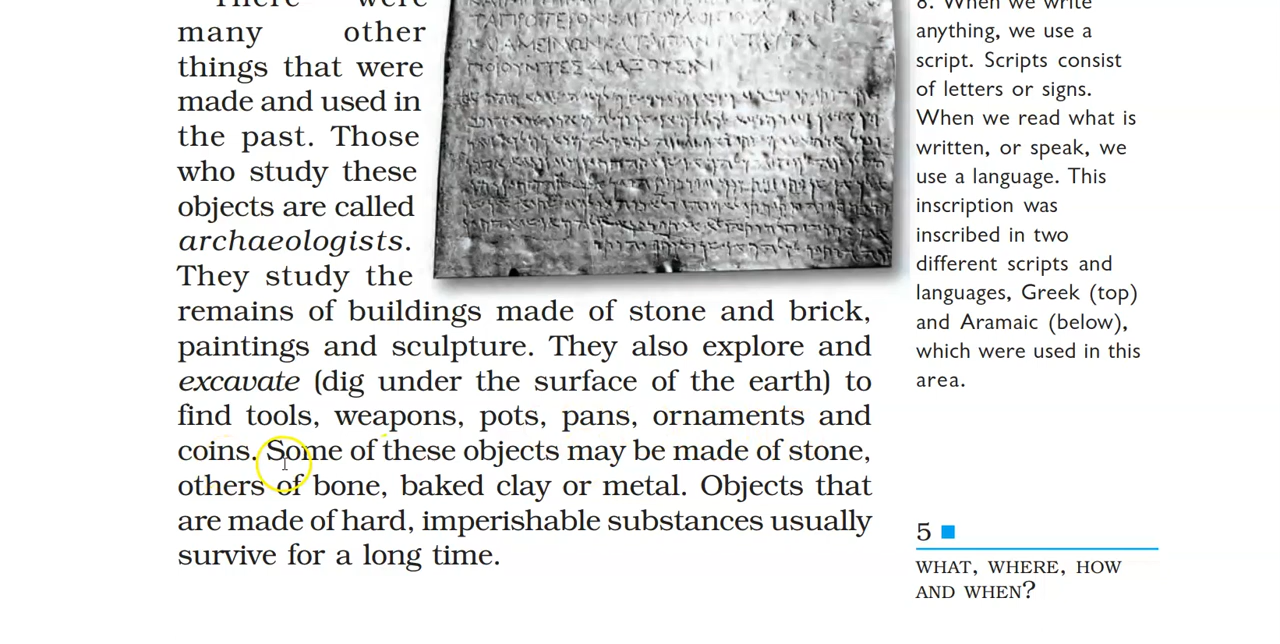 There were
many other
things that were
made and used in
the past. Those
who study these
objects are called
archaeologists.
They study the
remains of buildings made of stone and brick,
paintings and sculpture. They also explore and
excavate (dig under the surface of the earth) to
find tools, weapons, pots, pans, ornaments and
coins. Some of these objects may be made of stone,
others of bone, baked clay or metal. Objects that
are made of hard, imperishable substances usually
survive for a long time.
ΠΟΙΟΥΝΤΕΣ ΔΙΑΞΟΥΣΙΝ
8. When we write
anything, we use a
script. Scripts consist
of letters or signs.
When we read what is
written, or speak, we
use a language. This
inscription was
inscribed in two
different scripts and
languages, Greek (top)
and Aramaic (below),
which were used in this
area.
5
WHAT, WHERE, HOW
AND WHEN?